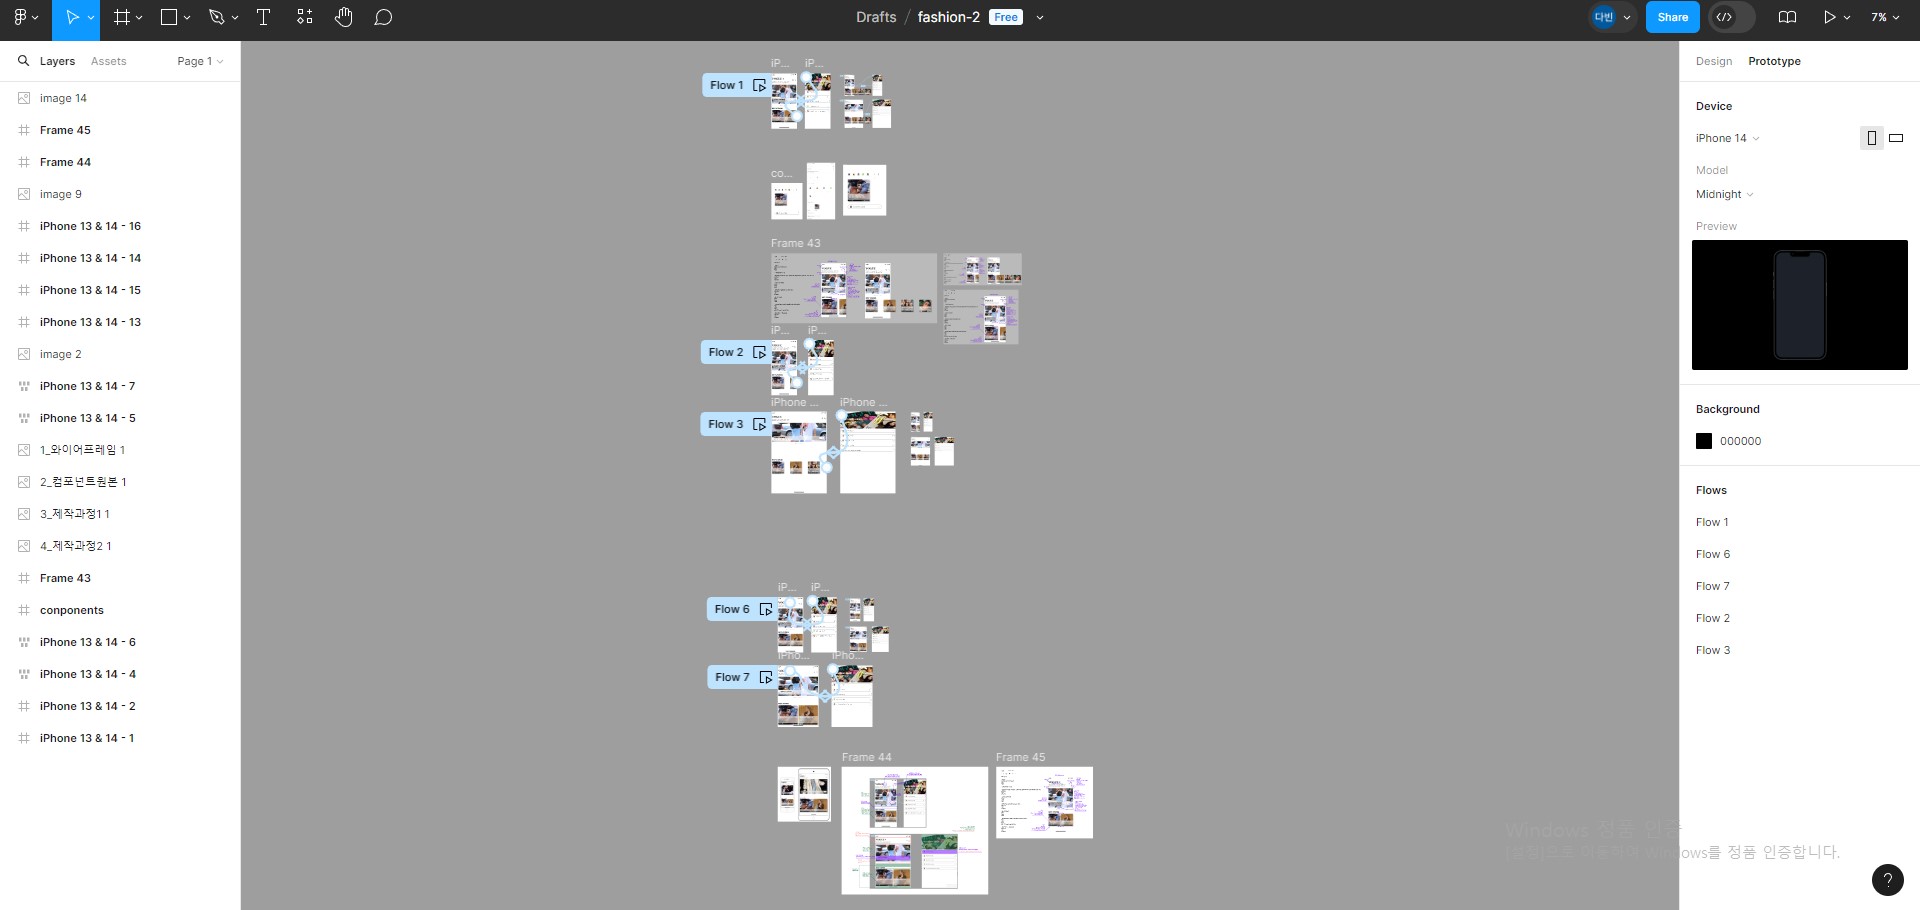 Drafts / fashion-2 Free
다빈
Share
7%
Layers Assets Page 1
image 14
Frame 45
Frame 44
image 9
iPhone 13 & 14 - 16
iPhone 13 & 14 - 14
iPhone 13 & 14 - 15
iPhone 13 & 14 - 13
image 2
iPhone 13 & 14 - 7
iPhone 13 & 14 - 5
1_와이어프레임 1
2_컴포넌트원본 1
3_제작과정1 1
4_제작과정2 1
Frame 43
conponents
iPhone 13 & 14 - 6
iPhone 13 & 14 - 4
iPhone 13 & 14 - 2
iPhone 13 & 14 - 1
iP... iP...
Flow 1
co...
Frame 43
iP... iP...
Flow 2
iPhone ... iPhone ...
Flow 3
iP... iP...
Flow 6
iPho... iPho...
Flow 7
Frame 44 Frame 45
Design Prototype
Device
iPhone 14
Model
Midnight
Preview
Background
000000
Flows
Flow 1
Flow 6
Flow 7
Flow 2
Flow 3
Windows 정품 인증
Windows를 정품 인증합니다.
?